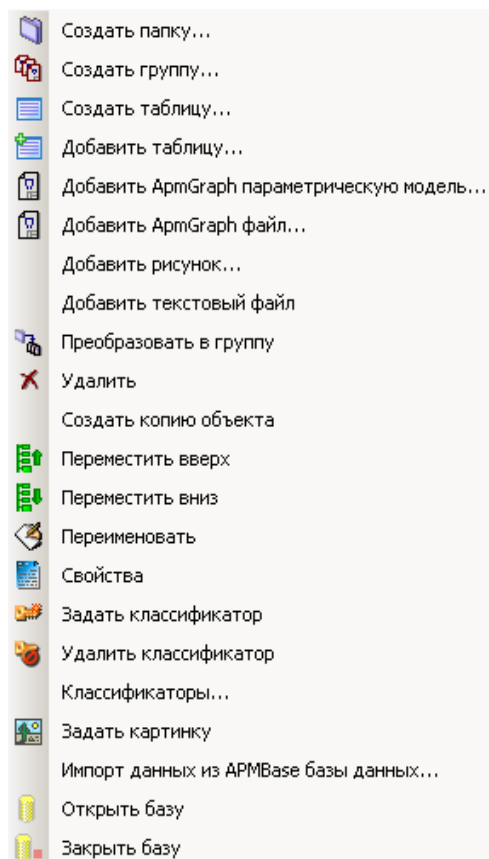 Создать папку...
Создать группу...
Создать таблицу...
Добавить таблицу...
Добавить ApmGraph параметрическую модель...
Добавить ApmGraph файл...
Добавить рисунок...
Добавить текстовый файл
Преобразовать в группу
Удалить
Создать копию объекта
Переместить вверх
Переместить вниз
Переименовать
Свойства
Задать классификатор
Удалить классификатор
Классификаторы...
Задать картинку
Импорт данных из APMBase базы данных...
Открыть базу
Закрыть базу